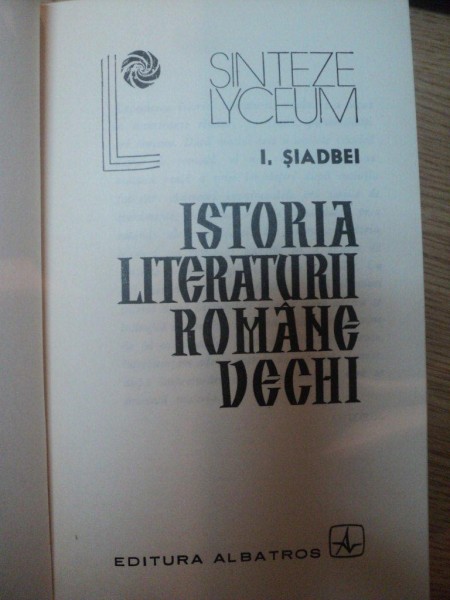 SINTEZE
LYCEUM
I. ȘIADBEI
ISTORIA
LITERATURII
ROMÂNE
VECHI
EDITURA ALBATROS